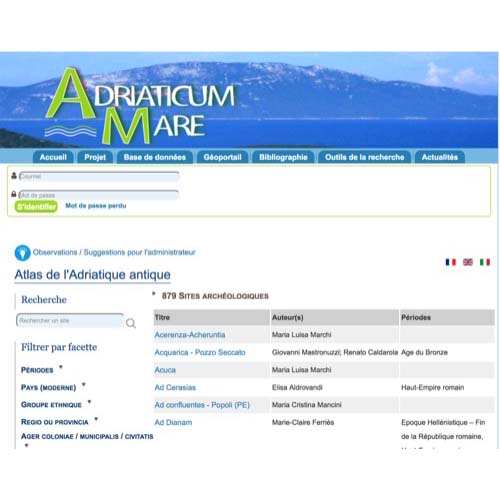 ADRIATICUM
MARE
Accueil Projet Base de données Géoportail Bibliographie Outils de la recherche Actualités
Courriel
Mot de passe
S'identifier Mot de passe perdu
Observations / Suggestions pour l'administrateur
Atlas de l'Adriatique antique
Recherche
Rechercher un site
Filtrer par facette
PÉRIODES
PAYS (MODERNE)
GROUPE ETHNIQUE
REGIO OU PROVINCIA
AGER COLONIAE / MUNICIPALIS / CIVITATIS
879 SITES ARCHÉOLOGIQUES
Titre Auteur(s) Périodes
Acerenza-Acheruntia Maria Luisa Marchi
Acquarica - Pozzo Seccato Giovanni Mastronuzzi; Renato Caldarola Age du Bronze
Acuca Maria Luisa Marchi
Ad Cerasias Elisa Aldrovandi Haut-Empire romain
Ad confluentes - Popoli (PE) Maria Cristina Mancini
Ad Dianam Marie-Claire Ferriès Epoque Hellénistique – Fin
de la République romaine,